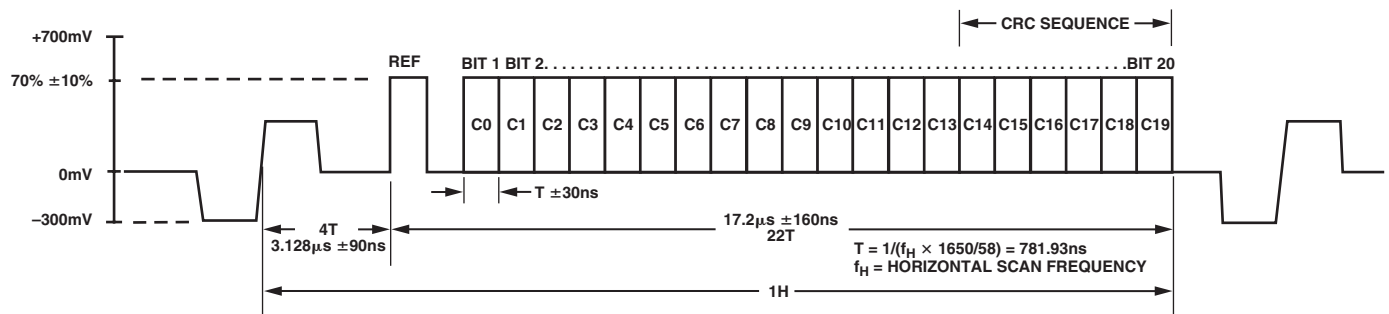 CRC SEQUENCE
+700mV
REF
BIT 1 BIT 2. . . . . . . . . . . . . . . . . . . . . . . . . . . . . . . . . . . . . . . . . . . . . . . . . . . . . . . . . . . . . . . . . . . . . . .BIT 20
70% ±10%
C0 C1 C2 C3 C4 C5 C6 C7 C8 C9 C10 C11 C12 C13 C14 C15 C16 C17 C18 C19
0mV
T ±30ns
–300mV
4T
3.128µs ±90ns
17.2µs ±160ns
22T
T = 1/(fH × 1650/58) = 781.93ns
fH = HORIZONTAL SCAN FREQUENCY
1H